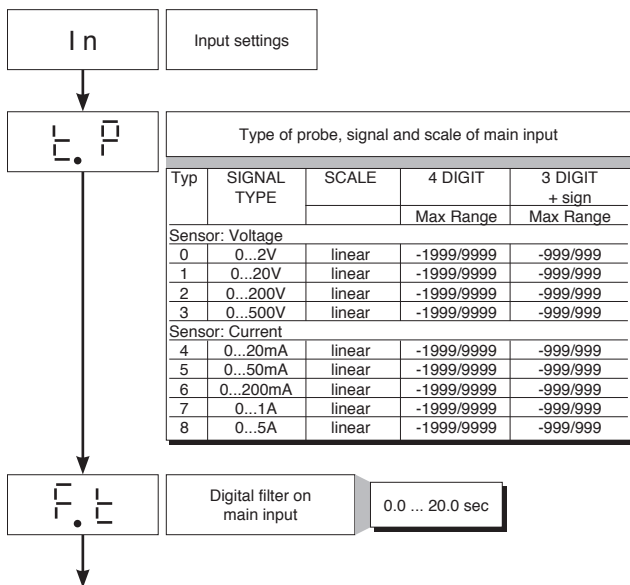 In
Input settings
t.P
Type of probe, signal and scale of main input
Typ SIGNAL SCALE 4 DIGIT 3 DIGIT
TYPE + sign
Max Range Max Range
Sensor: Voltage
0 0...2V linear -1999/9999 -999/999
1 0...20V linear -1999/9999 -999/999
2 0...200V linear -1999/9999 -999/999
3 0...500V linear -1999/9999 -999/999
Sensor: Current
4 0...20mA linear -1999/9999 -999/999
5 0...50mA linear -1999/9999 -999/999
6 0...200mA linear -1999/9999 -999/999
7 0...1A linear -1999/9999 -999/999
8 0...5A linear -1999/9999 -999/999
F.t
Digital filter on
main input
0.0 ... 20.0 sec